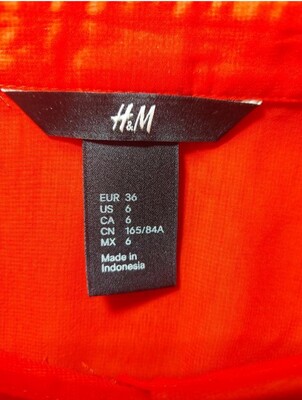 H&M
EUR 36
US 6
CA 6
CN 165/84A
MX 6
Made in
Indonesia